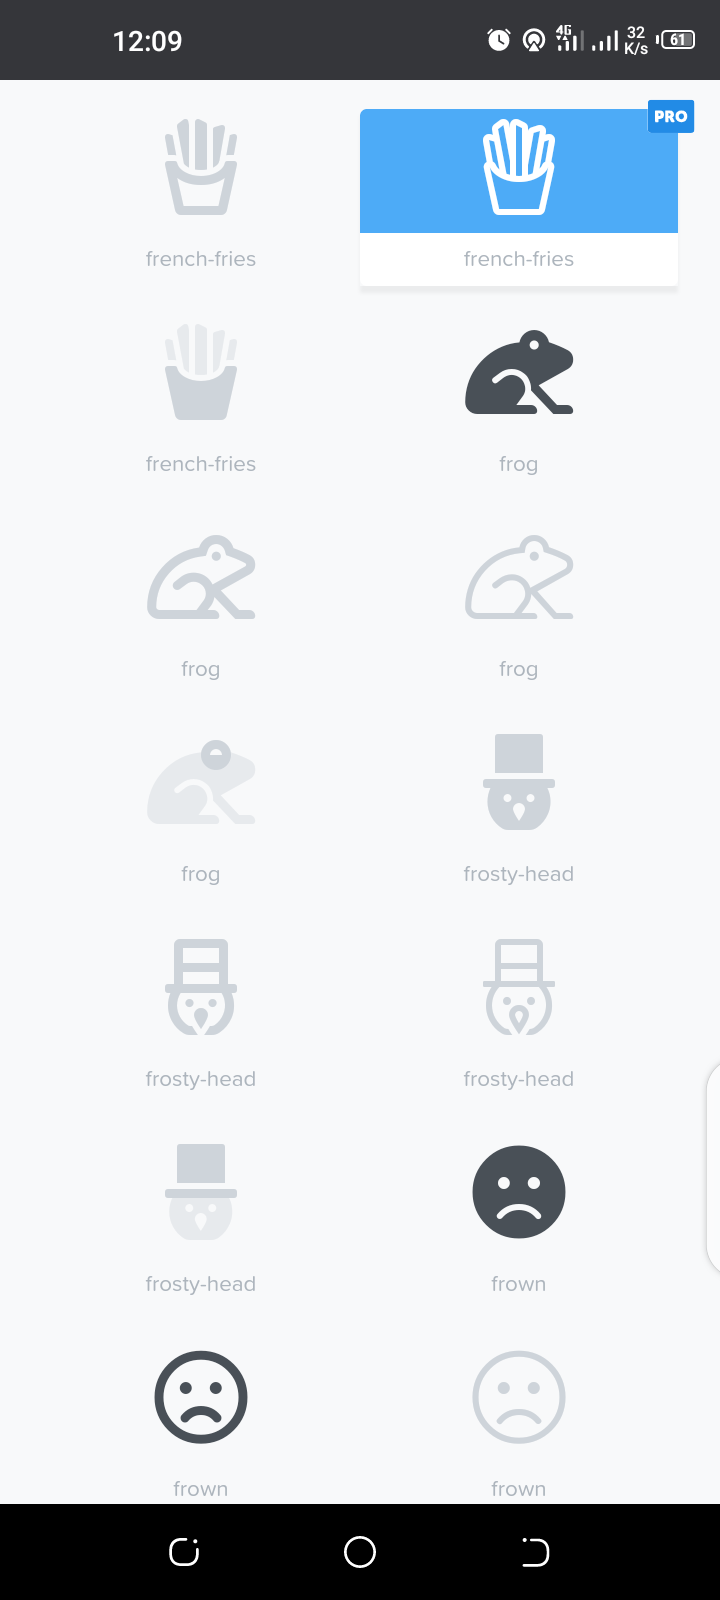 12:09
4G
32
K/s
61
PRO
french-fries
french-fries
french-fries
frog
frog
frog
frog
frosty-head
frosty-head
frosty-head
frosty-head
frown
frown
frown